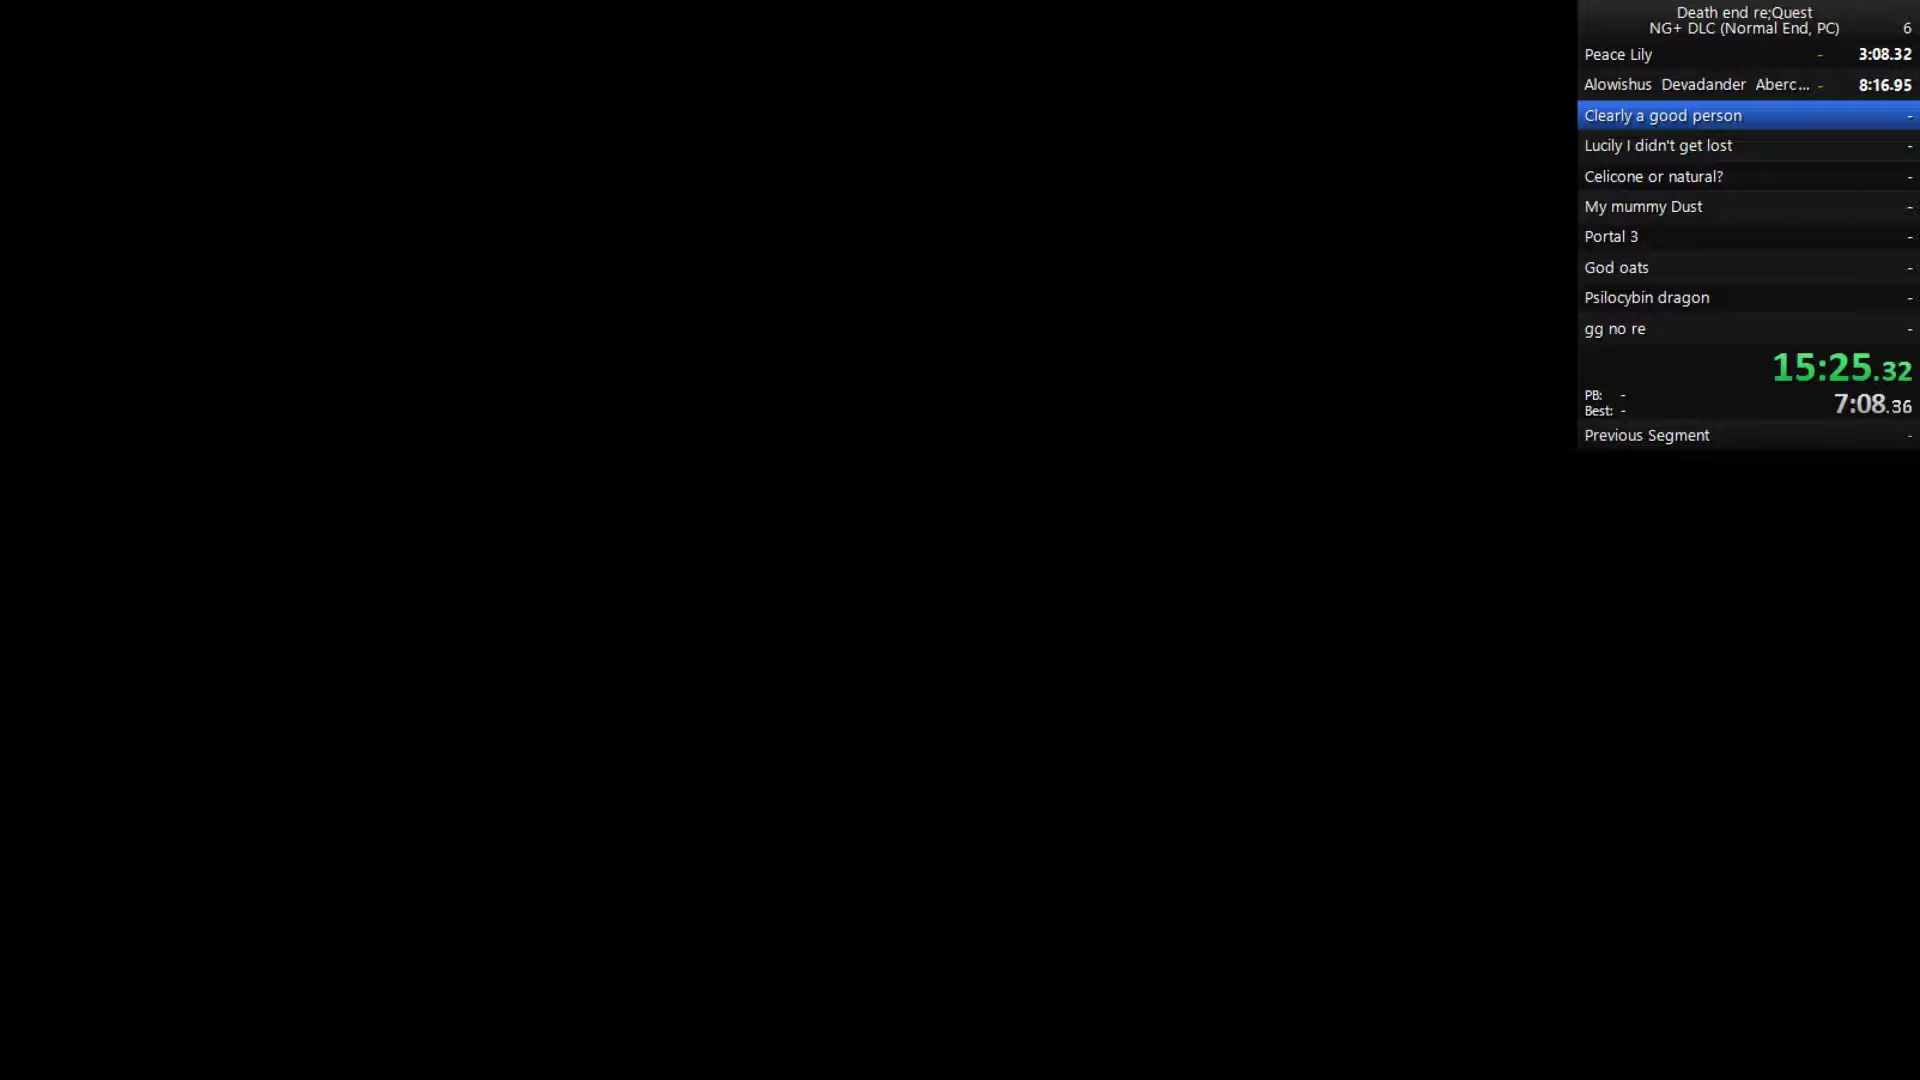 Death end re;Quest
NG+ DLC (Normal End, PC) 6
Peace Lily - 3:08.32
Alowishus Devadander Aberc... - 8:16.95
Clearly a good person -
Lucily I didn't get lost -
Celicone or natural? -
My mummy Dust -
Portal 3 -
God oats -
Psilocybin dragon -
gg no re -
15:25.32
PB: -
Best: -
7:08.36
Previous Segment -